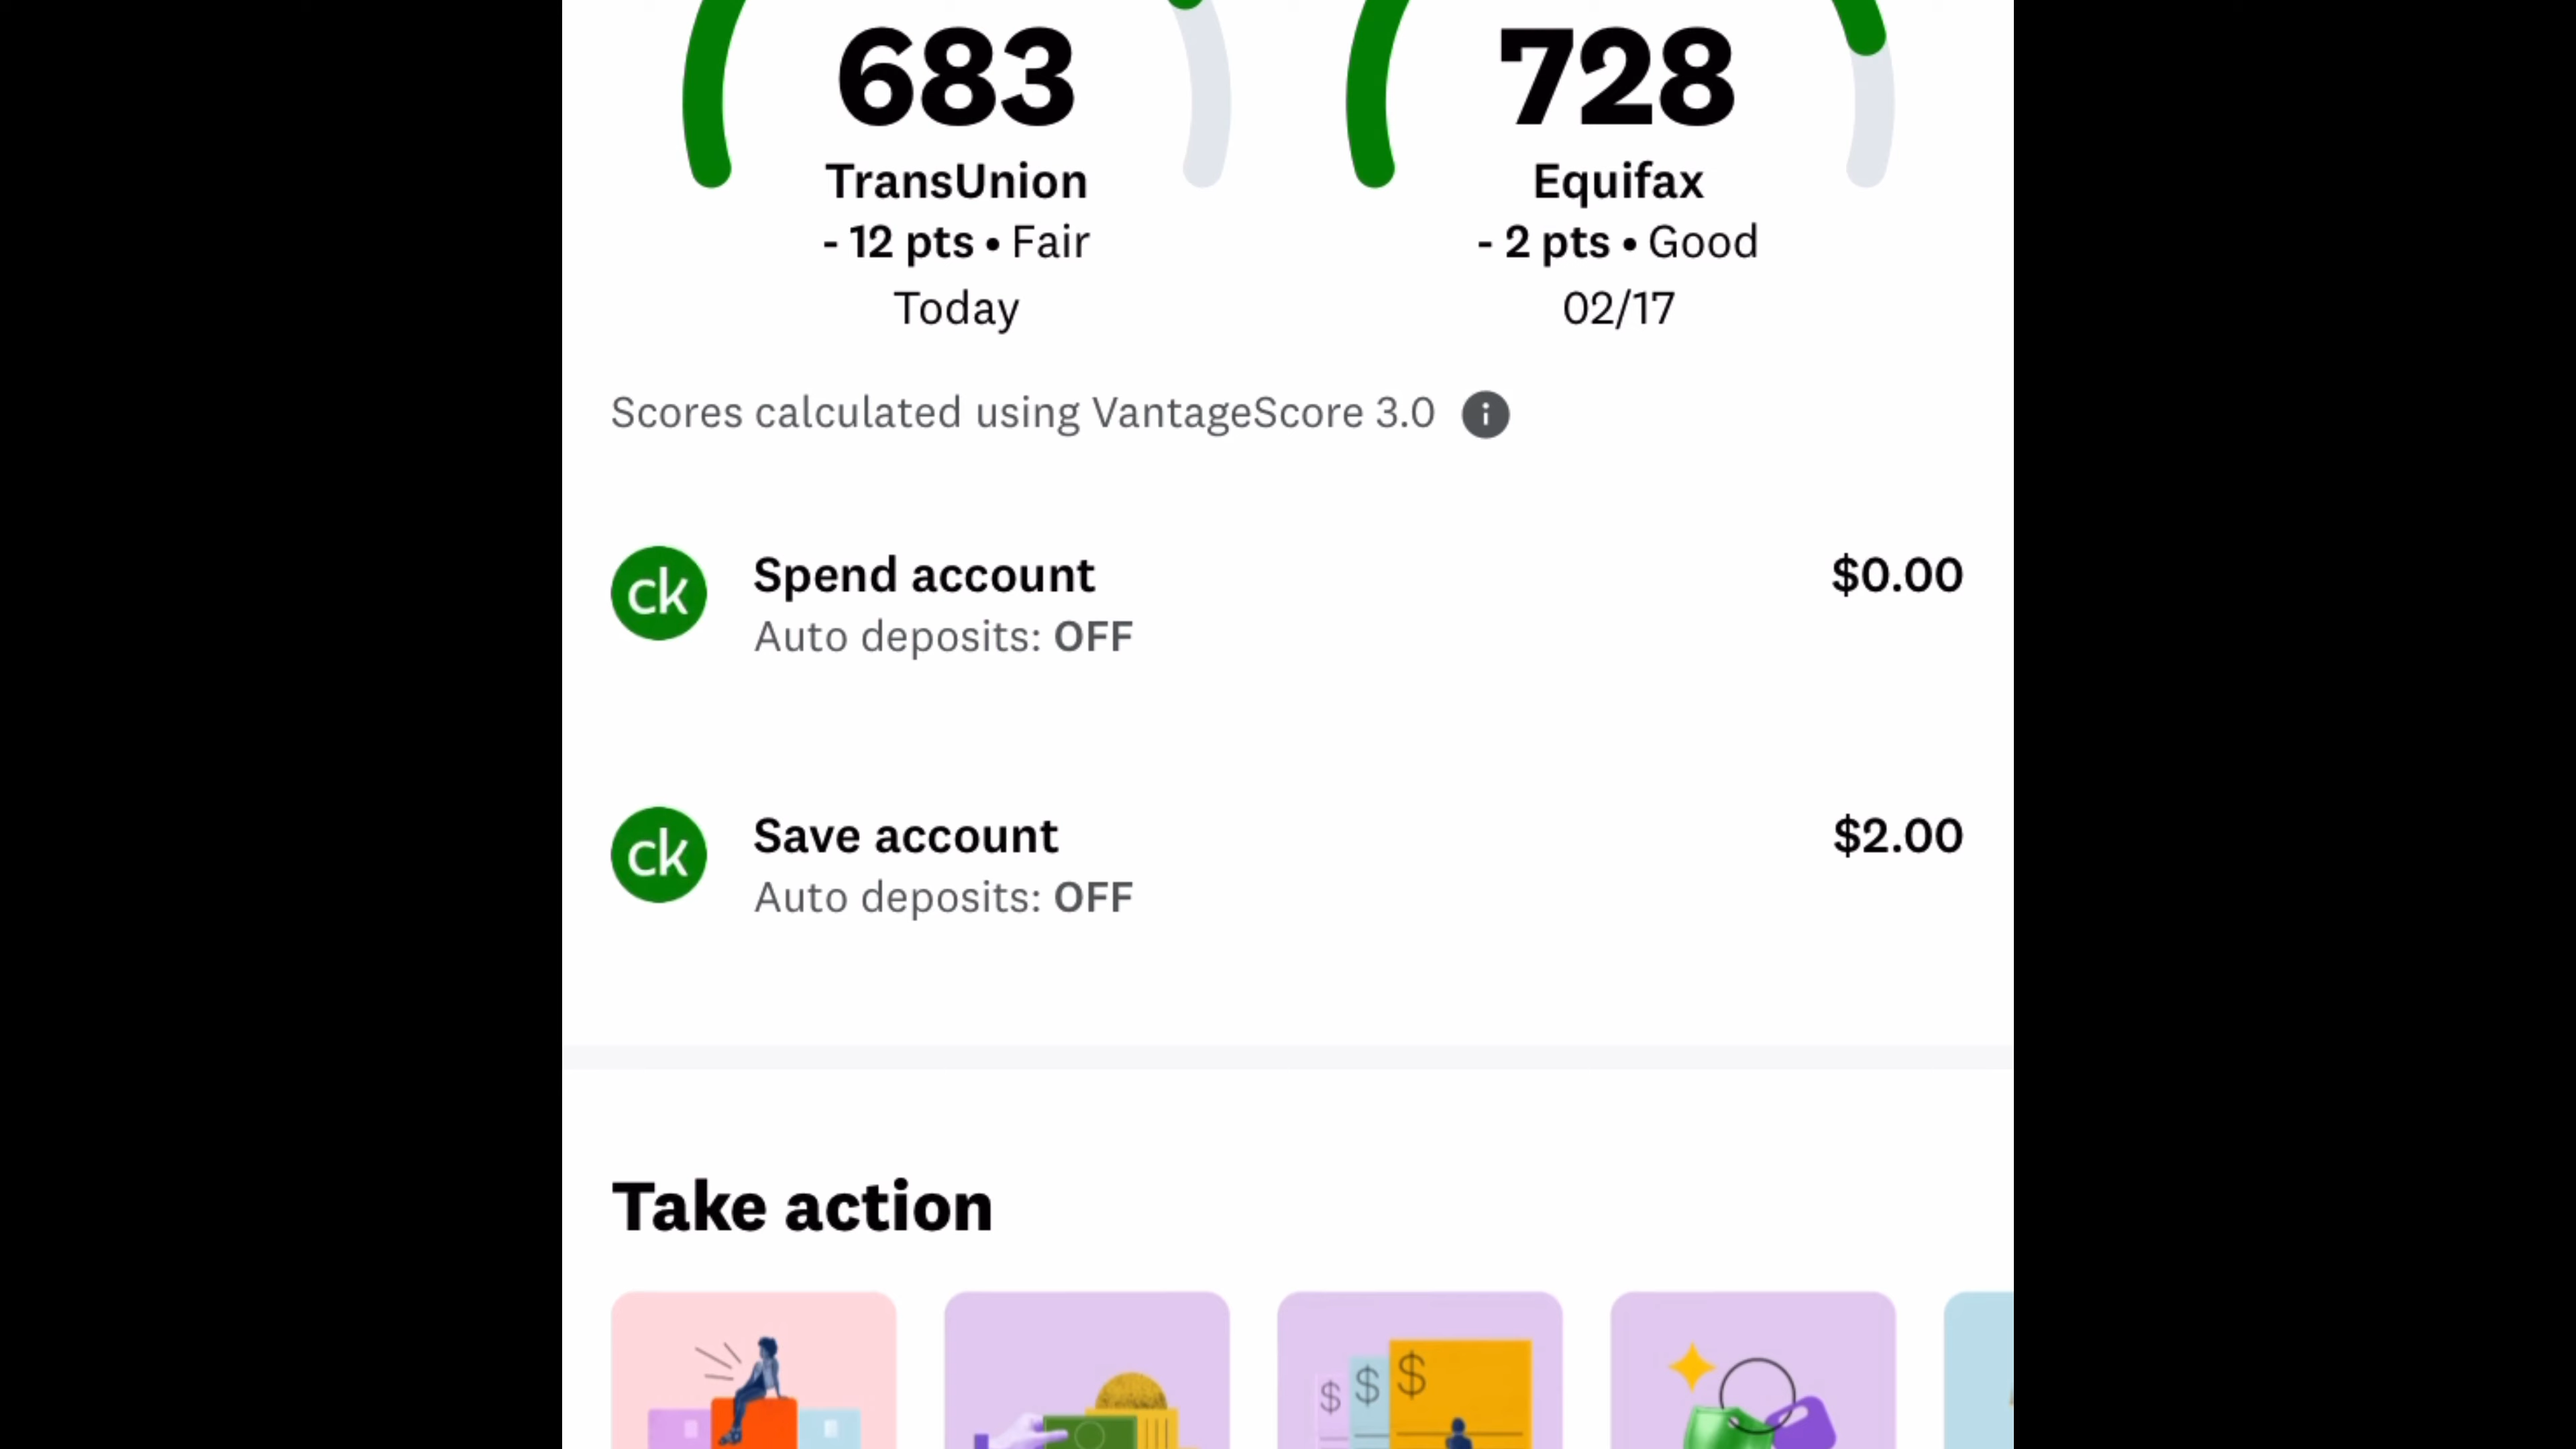 683
TransUnion
- 12 pts • Fair
Today
728
Equifax
- 2 pts • Good
02/17
Scores calculated using VantageScore 3.0 i
ck
Spend account
$0.00
Auto deposits: OFF
ck
Save account
$2.00
Auto deposits: OFF
Take action
$ $ $